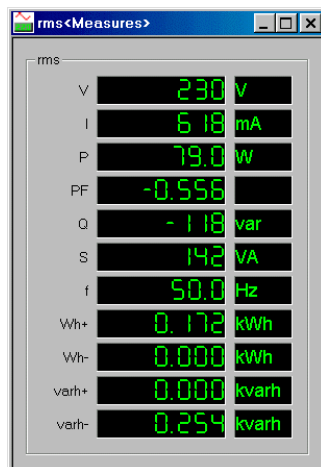 rms<Measures>
rms
V 230 V
I 618 mA
P 79.0 W
PF -0.556
Q -118 var
S 142 VA
f 50.0 Hz
Wh+ 0.172 kWh
Wh- 0.000 kWh
varh+ 0.000 kvarh
varh- 0.254 kvarh